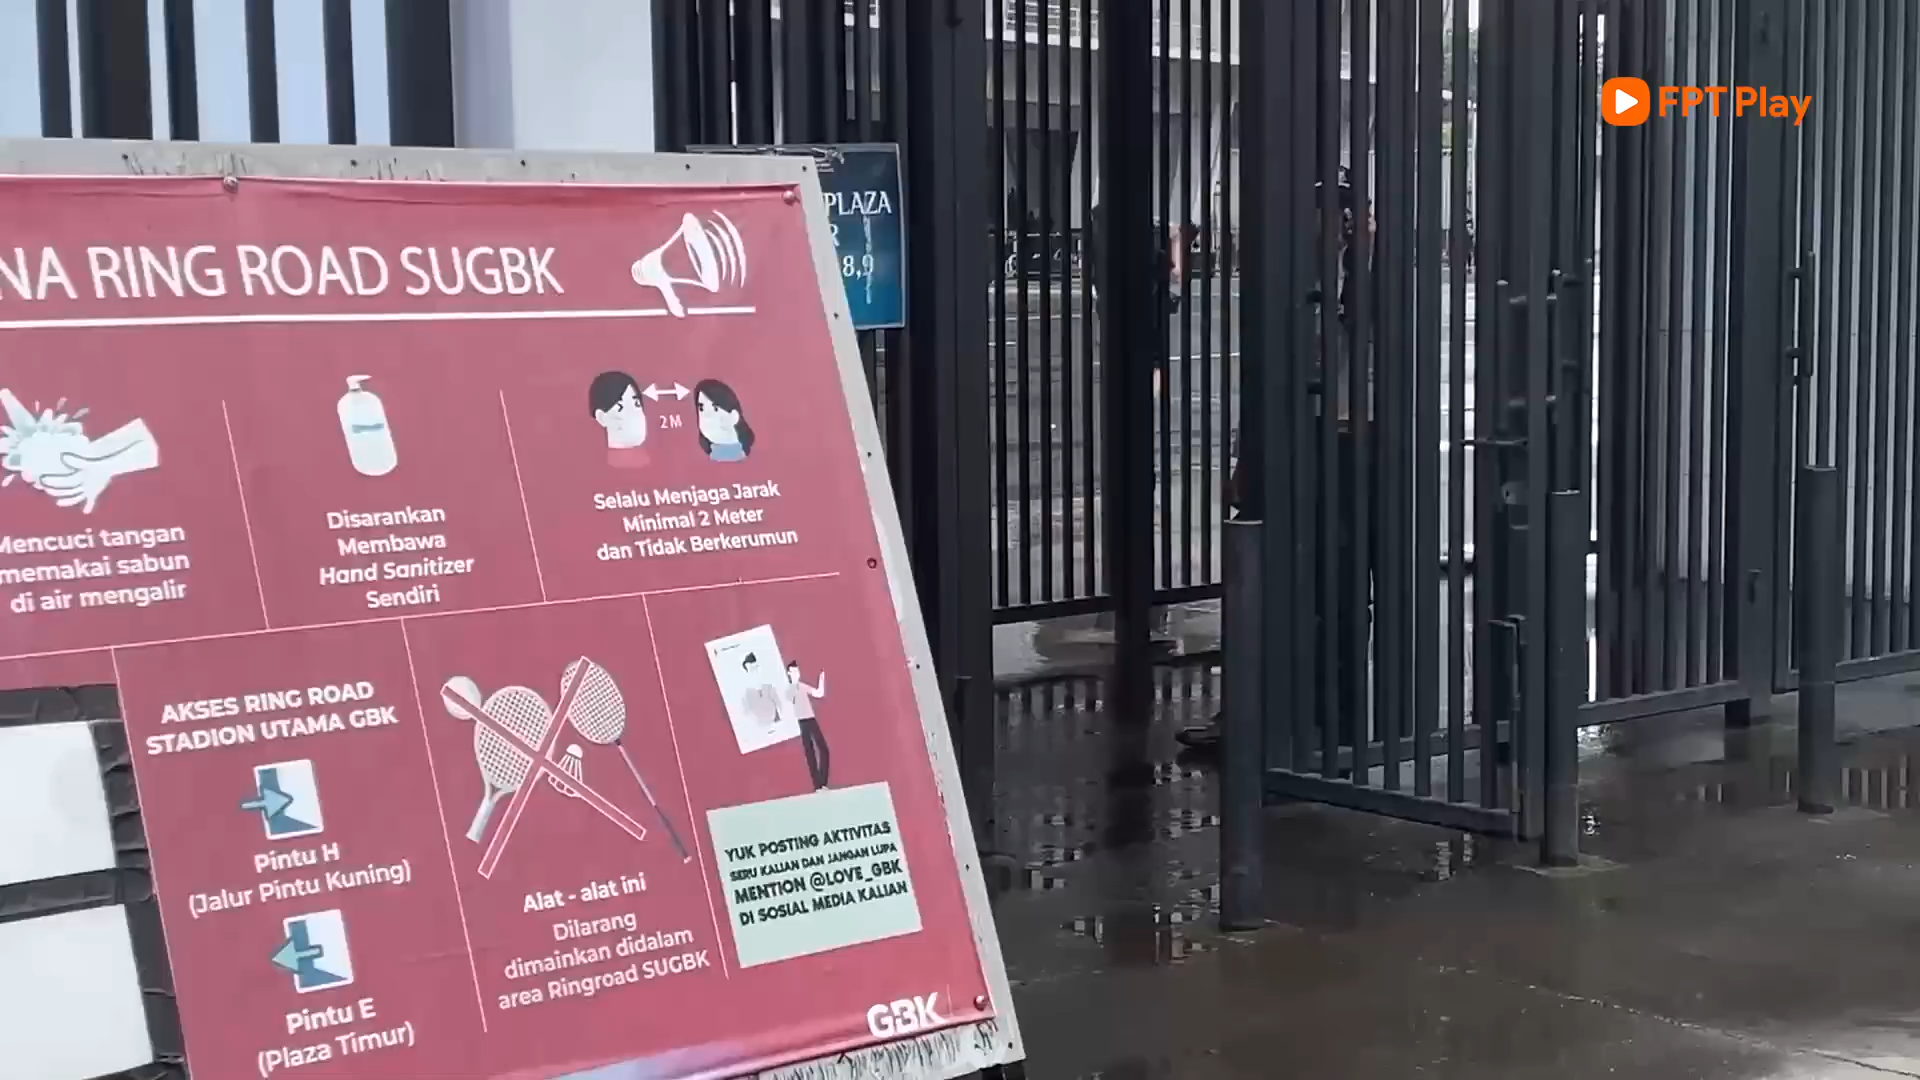 FPT Play
PLAZA
8,9
NA RING ROAD SUGBK
2 M
Mencuci tangan
memakai sabun
di air mengalir
Disarankan
Membawa
Hand Sanitizer
Sendiri
Selalu Menjaga Jarak
Minimal 2 Meter
dan Tidak Berkerumun
AKSES RING ROAD
STADION UTAMA GBK
Pintu H
(Jalur Pintu Kuning)
Pintu E
(Plaza Timur)
Alat - alat ini
Dilarang
dimainkan didalam
area Ringroad SUGBK
YUK POSTING AKTIVITAS
SERU KALIAN DAN JANGAN LUPA
MENTION @LOVE_GBK
DI SOSIAL MEDIA KALIAN
GBK